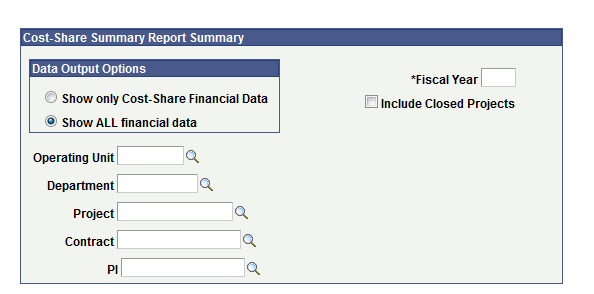 Cost-Share Summary Report Summary
Data Output Options
Show only Cost-Share Financial Data
Show ALL financial data
*Fiscal Year
Include Closed Projects
Operating Unit
Department
Project
Contract
PI